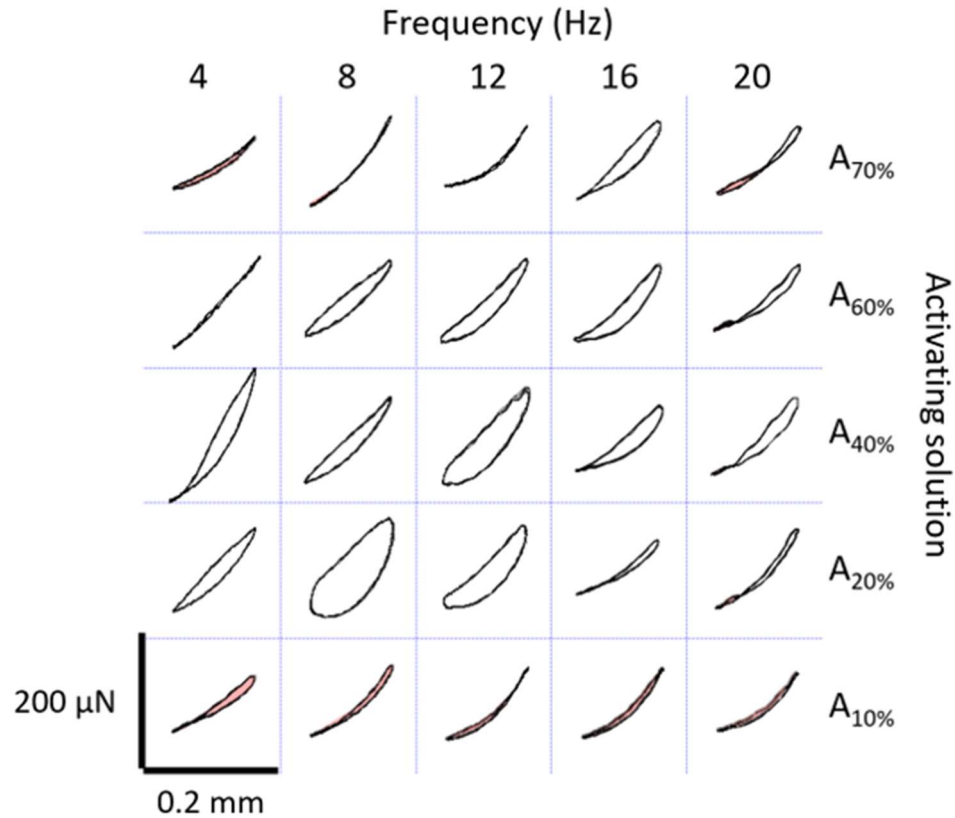 Frequency (Hz)
4 8 12 16 20
A70%
A60%
A40%
A20%
A10%
Activating solution
200 µN
0.2 mm